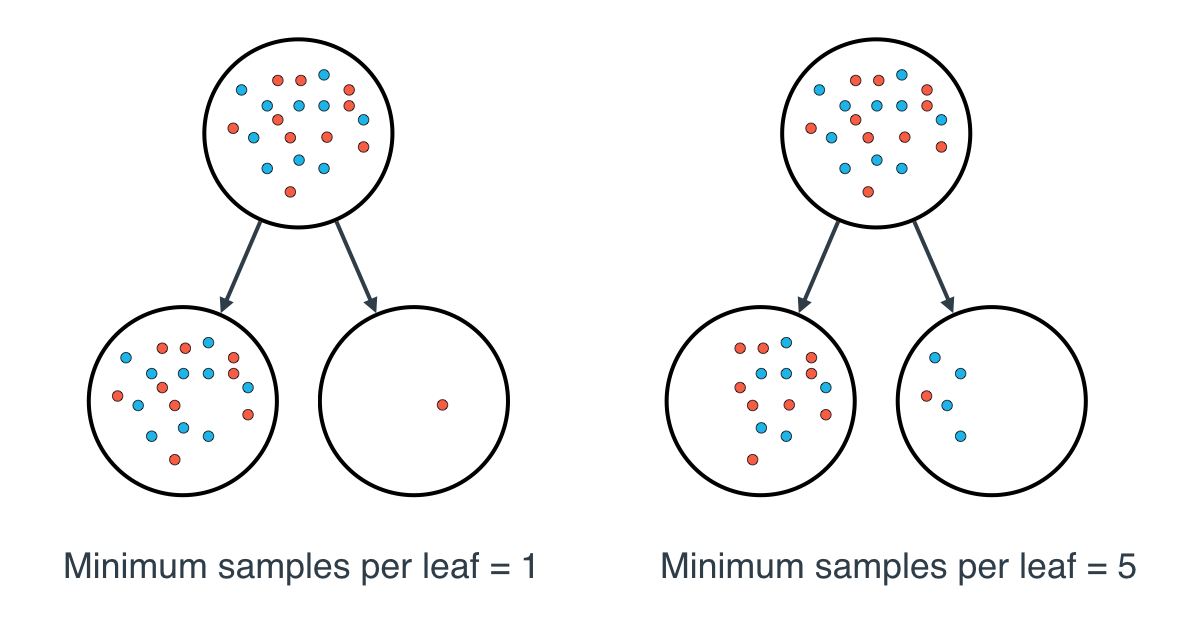 Minimum samples per leaf = 1
Minimum samples per leaf = 5